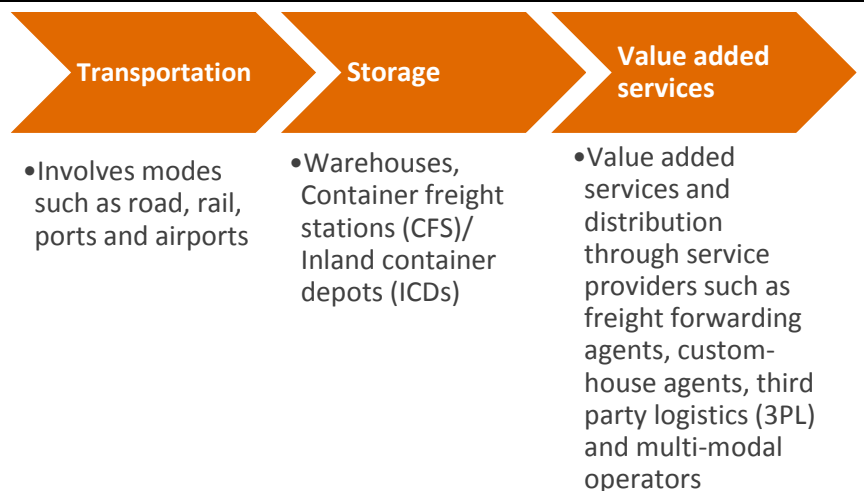 Transportation
Storage
Value added
services
•Involves modes
such as road, rail,
ports and airports
•Warehouses,
Container freight
stations (CFS)/
Inland container
depots (ICDs)
•Value added
services and
distribution
through service
providers such as
freight forwarding
agents, custom-
house agents, third
party logistics (3PL)
and multi-modal
operators